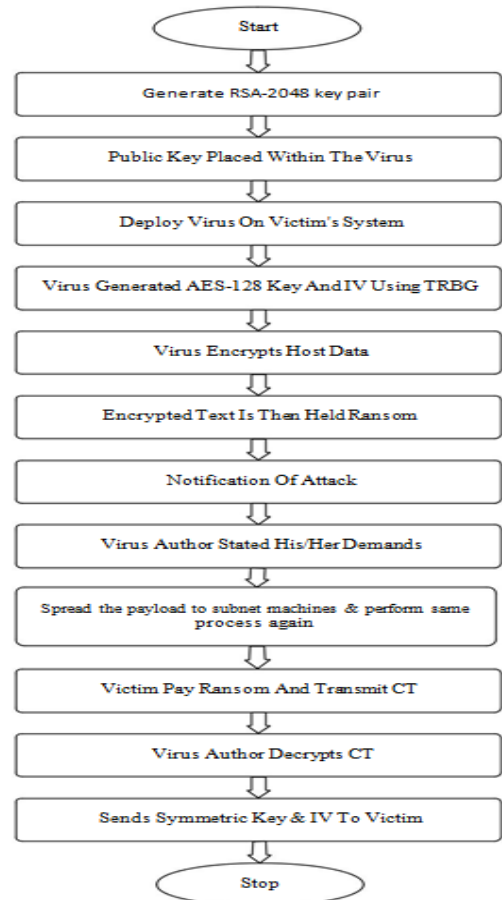 Start
Generate RSA-2048 key pair
Public Key Placed Within The Virus
Deploy Virus On Victim's System
Virus Generated AES-128 Key And IV Using TRBG
Virus Encrypts Host Data
Encrypted Text Is Then Held Ransom
Notification Of Attack
Virus Author Stated His/Her Demands
Spread the payload to subnet machines & perform same
process again
Victim Pay Ransom And Transmit CT
Virus Author Decrypts CT
Sends Symmetric Key & IV To Victim
Stop